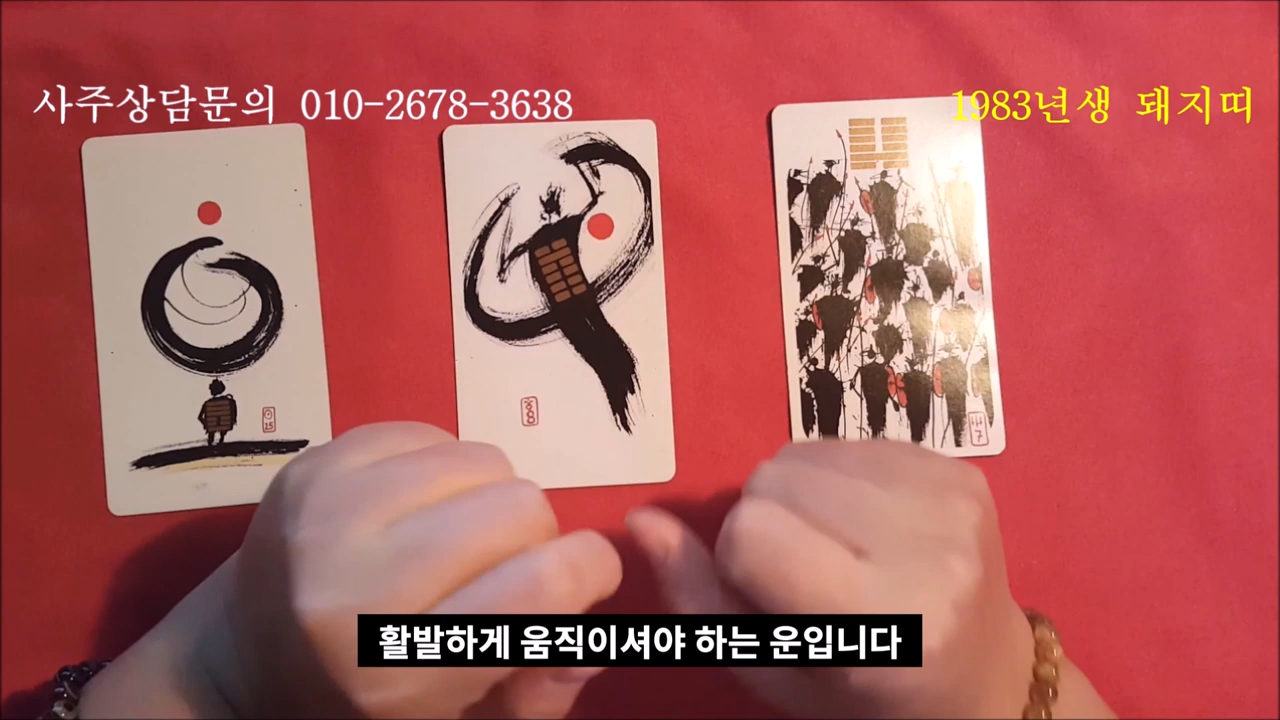 사주상담문의 010-2678-3638
1983년생 돼지띠
활발하게 움직이셔야 하는 운입니다